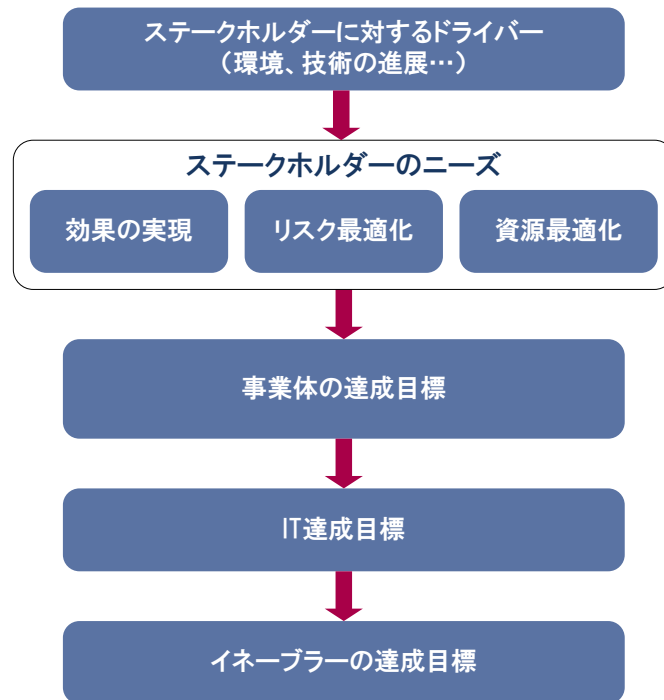 ステークホルダーに対するドライバー
（環境、技術の進展…）
ステークホルダーのニーズ
効果の実現
リスク最適化
資源最適化
事業体の達成目標
IT達成目標
イネーブラーの達成目標